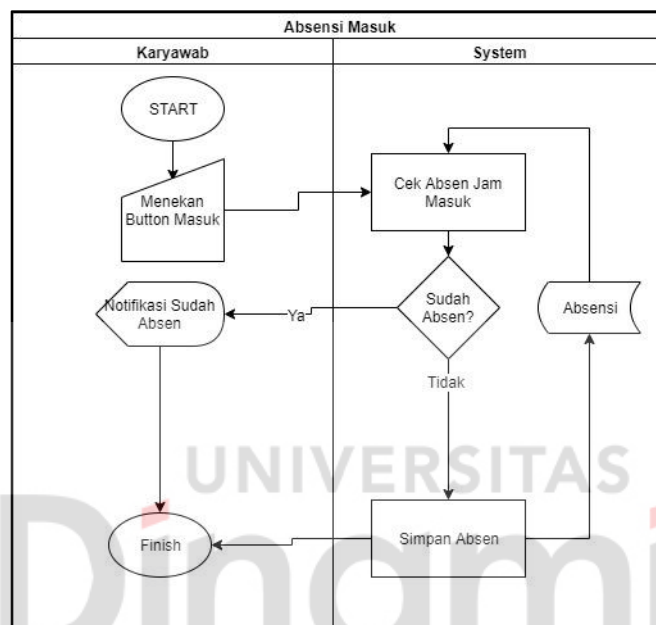 Absensi Masuk
Karyawab
System
START
Menekan
Button Masuk
Cek Absen Jam
Masuk
Notifikasi Sudah
Absen
Ya
Sudah
Absen?
Absensi
Tidak
UNIVERSITAS
Dinami
Finish
Simpan Absen